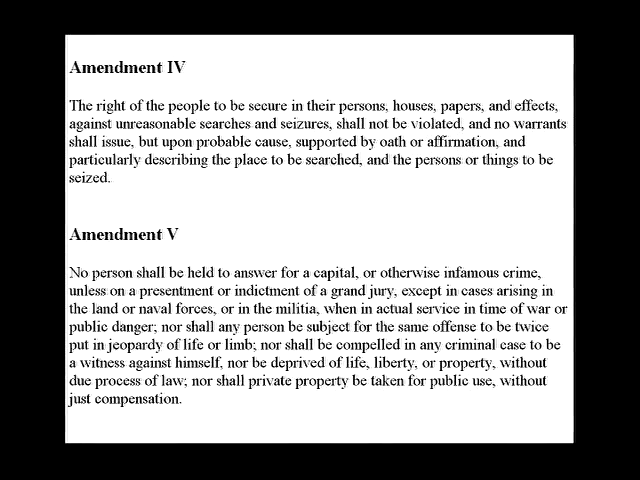 Amendment IV
The right of the people to be secure in their persons, houses, papers, and effects,
against unreasonable searches and seizures, shall not be violated, and no warrants
shall issue, but upon probable cause, supported by oath or affirmation, and
particularly describing the place to be searched, and the persons or things to be
seized.
Amendment V
No person shall be held to answer for a capital, or otherwise infamous crime,
unless on a presentment or indictment of a grand jury, except in cases arising in
the land or naval forces, or in the militia, when in actual service in time of war or
public danger; nor shall any person be subject for the same offense to be twice
put in jeopardy of life or limb; nor shall be compelled in any criminal case to be
a witness against himself, nor be deprived of life, liberty, or property, without
due process of law; nor shall private property be taken for public use, without
just compensation.